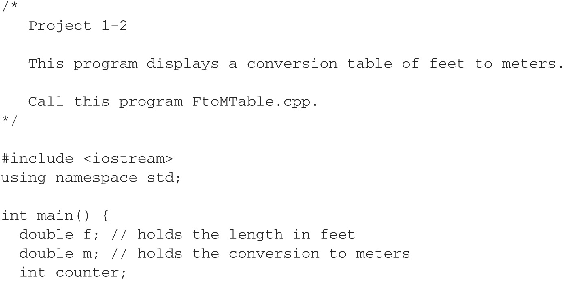 /*
   Project 1-2

   This program displays a conversion table of feet to meters.

   Call this program FtoMTable.cpp.
*/

#include <iostream>
using namespace std;

int main() {
  double f; // holds the length in feet
  double m; // holds the conversion to meters
  int counter;